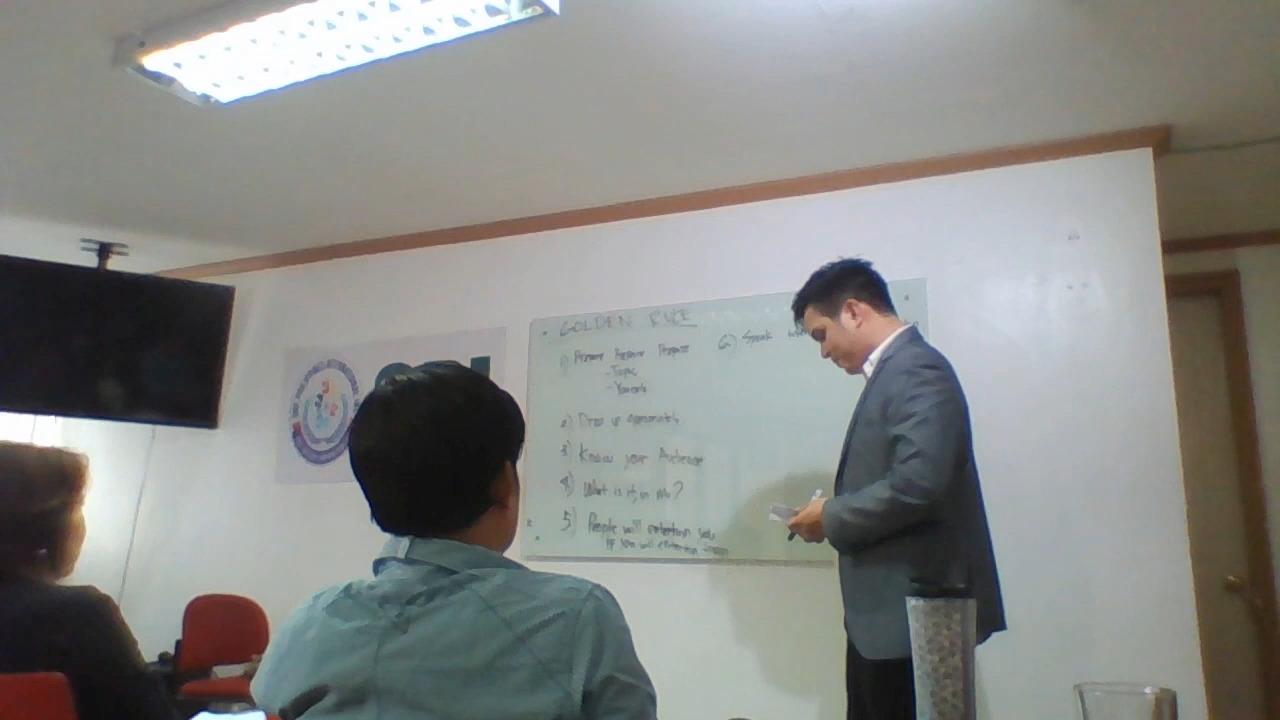 GOLDEN RULE
1) Prepare Prepare Prepare
- Topic
- Yourself
2) Dress up appropriately
3) Know your Audience
4) What is it, in Me?
5) People will entertain you
If you will entertain
6) Speak